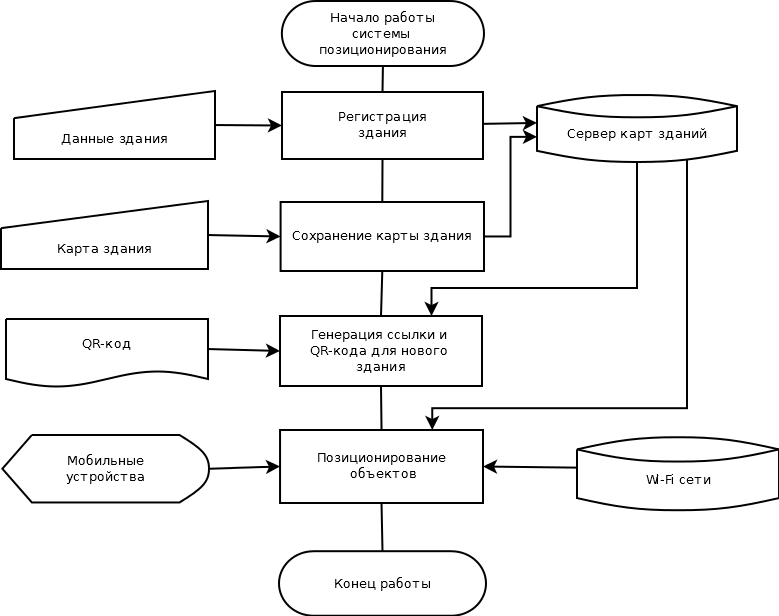 Начало работы
системы
позиционирования
Данные здания
Регистрация
здания
Сервер карт зданий
Карта здания
Сохранение карты здания
QR-код
Генерация ссылки и
QR-кода для нового
здания
Мобильные
устройства
Позиционирование
объектов
Wi-Fi сети
Конец работы